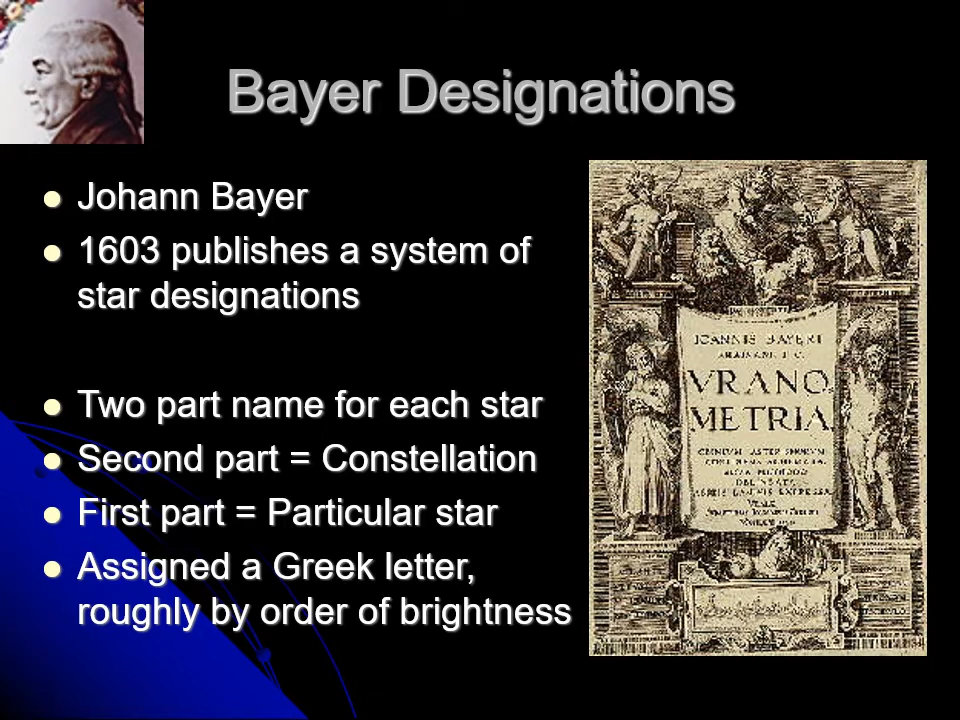 Bayer Designations
Johann Bayer
1603 publishes a system of
star designations
Two part name for each star
Second part = Constellation
First part = Particular star
Assigned a Greek letter,
roughly by order of brightness
IOANNIS BAYERI
VRANO
METRIA